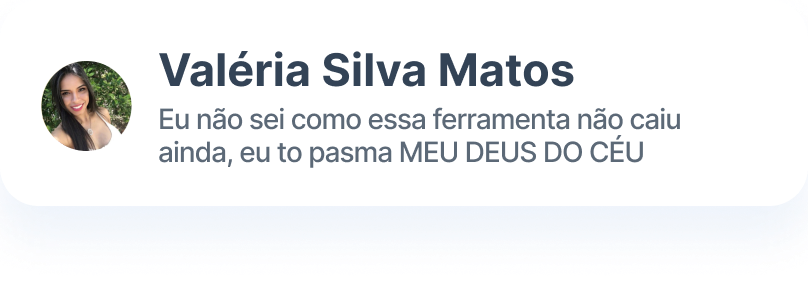 Valéria Silva Matos
Eu não sei como essa ferramenta não caiu
ainda, eu to pasma MEU DEUS DO CÉU